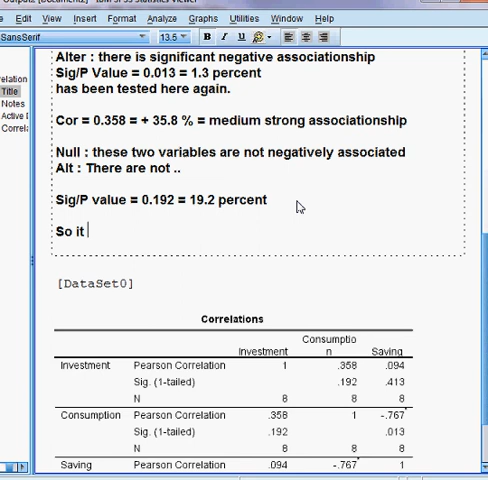 Edit View Insert Format Analyze Graphs Utilities Window Help
SansSerif 13.5 B I U
Alter : there is significant negative associationship
Sig/P Value = 0.013 = 1.3 percent
has been tested here again.
Cor = 0.358 = + 35.8 % = medium strong associationship
Null : these two variables are not negatively associated
Alt : There are not ..
Sig/P value = 0.192 = 19.2 percent
So it
Title
Notes
[DataSet0]
Correlations
Investment Consumptio
n Saving
Investment Pearson Correlation 1 .358 .094
Sig. (1-tailed) .192 .413
N 8 8 8
Consumption Pearson Correlation .358 1 -.767*
Sig. (1-tailed) .192 .013
N 8 8 8
Saving Pearson Correlation .094 -.767* 1